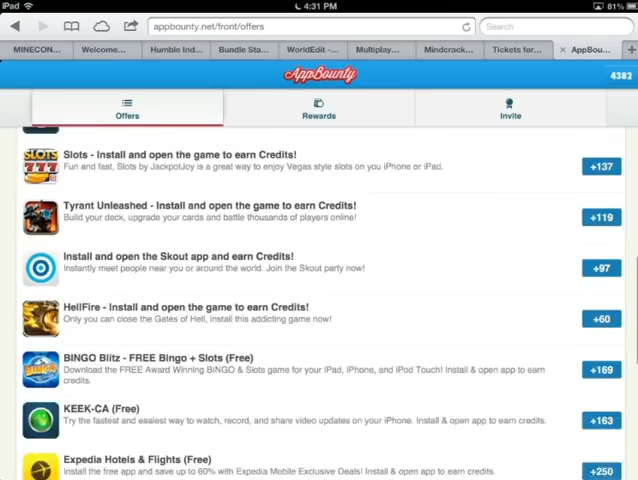 iPad 4:31 PM 81%
appbounty.net/front/offers Search
MINECON... Welcome... Humble Ind... Bundle Sta... WorldEdit -... Multiplay... Mindcrack... Tickets for... AppBou...
AppBounty 4382
Offers Rewards Invite
Slots - Install and open the game to earn Credits!
Fun and fast, Slots by JackpotJoy is a great way to enjoy Vegas style slots on you iPhone or iPad.
+137
SLOTS
777
Tyrant Unleashed - Install and open the game to earn Credits!
Build your deck, upgrade your cards and battle thousands of players online!
+119
Install and open the Skout app and earn Credits!
Instantly meet people near you or around the world. Join the Skout party now!
+97
HellFire - Install and open the game to earn Credits!
Only you can close the Gates of Hell, install this addicting game now!
+60
BINGO Blitz - FREE Bingo + Slots (Free)
Download the FREE Award Winning BINGO & Slots game for your iPad, iPhone, and iPod Touch! Install & open app to earn
credits.
+169
KEEK-CA (Free)
Try the fastest and easiest way to watch, record, and share video updates on your iPhone. Install & open app to earn credits.
+163
Expedia Hotels & Flights (Free)
Install the free app and save up to 60% with Expedia Mobile Exclusive Deals! Install & open app to earn credits.
+250